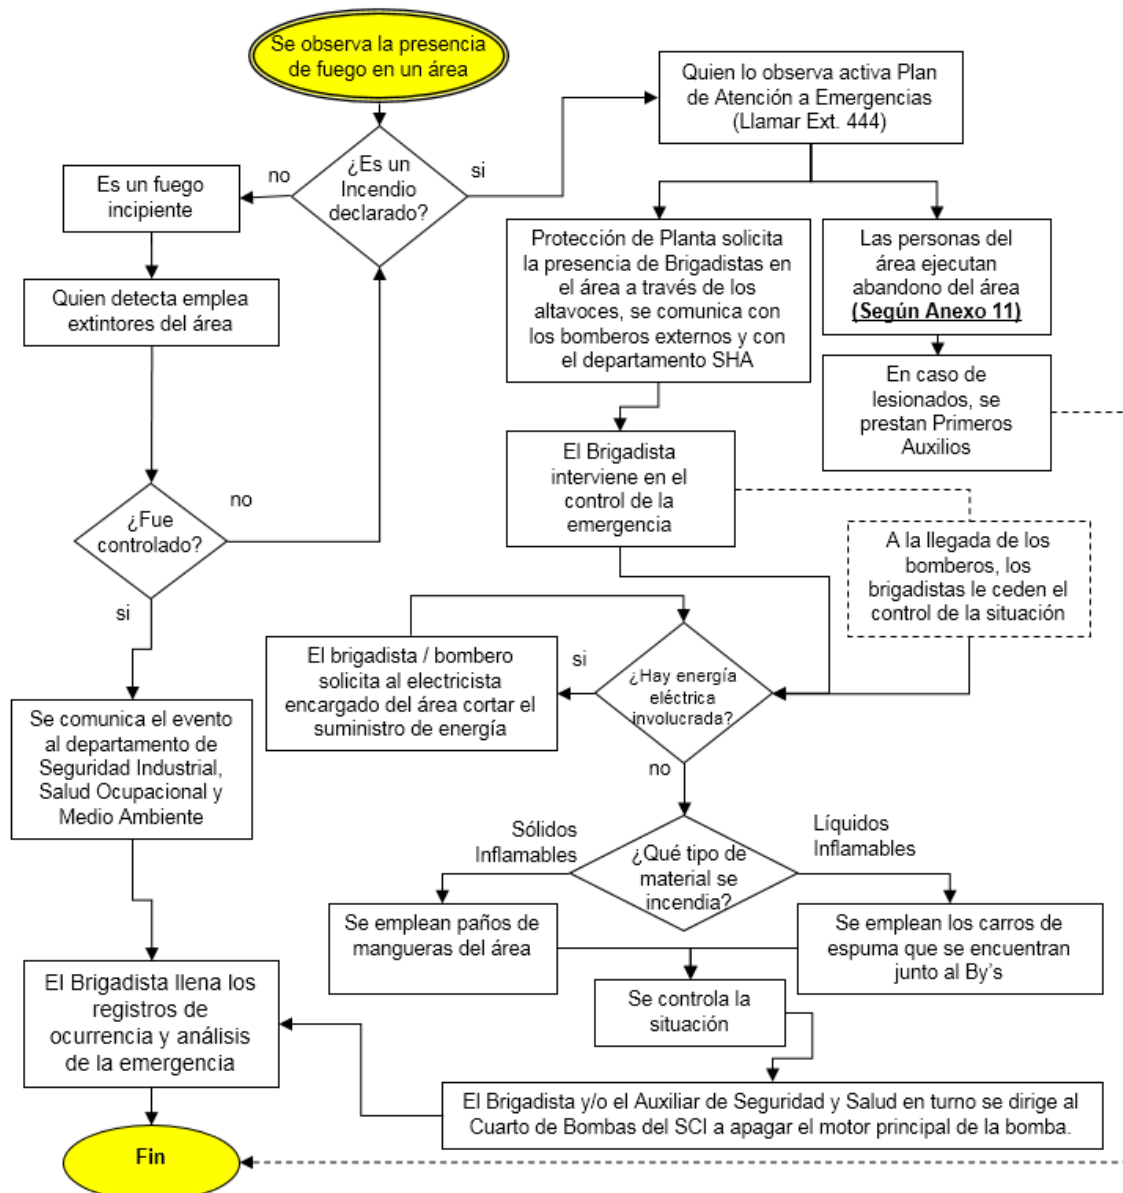 Se observa la presencia
de fuego en un área
Quien lo observa activa Plan
de Atención a Emergencias
(Llamar Ext. 444)
¿Es un
Incendio
declarado?
no
si
Es un fuego
incipiente
Quien detecta emplea
extintores del área
Protección de Planta solicita
la presencia de Brigadistas en
el área a través de los
altavoces, se comunica con
los bomberos externos y con
el departamento SHA
Las personas del
área ejecutan
abandono del área
(Según Anexo 11)
En caso de
lesionados, se
prestan Primeros
Auxilios
El Brigadista
interviene en el
control de la
emergencia
¿Fue
controlado?
no
si
A la llegada de los
bomberos, los
brigadistas le ceden el
control de la situación
El brigadista / bombero
solicita al electricista
encargado del área cortar el
suministro de energía
si
¿Hay energía
eléctrica
involucrada?
no
Se comunica el evento
al departamento de
Seguridad Industrial,
Salud Ocupacional y
Medio Ambiente
Sólidos
Inflamables
¿Qué tipo de
material se
incendia?
Líquidos
Inflamables
Se emplean paños de
mangueras del área
Se emplean los carros de
espuma que se encuentran
junto al By's
Se controla la
situación
El Brigadista llena los
registros de
ocurrencia y análisis
de la emergencia
El Brigadista y/o el Auxiliar de Seguridad y Salud en turno se dirige al
Cuarto de Bombas del SCI a apagar el motor principal de la bomba.
Fin